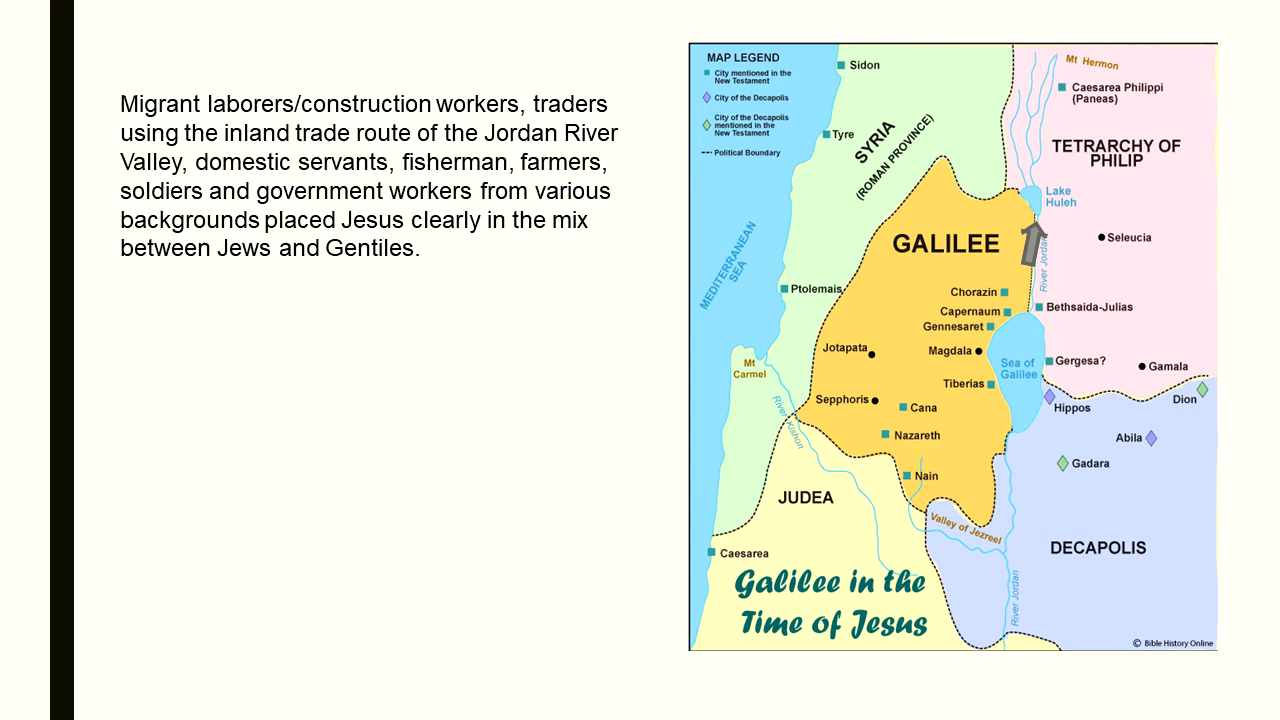 Migrant laborers/construction workers, traders
using the inland trade route of the Jordan River
Valley, domestic servants, fisherman, farmers,
soldiers and government workers from various
backgrounds placed Jesus clearly in the mix
between Jews and Gentiles.
MAP LEGEND
City mentioned in the
New Testament
City of the Decapolis
City of the Decapolis
mentioned in the
New Testament
Political Boundary
Sidon
Mt Hermon
Caesarea Philippi
(Paneas)
Tyre
SYRIA
(ROMAN PROVINCE)
TETRARCHY OF
PHILIP
Lake
Huleh
MEDITERRANEAN
SEA
GALILEE
Seleucia
River Jordan
Ptolemais
Chorazin
Capernaum
Bethsaida-Julias
Gennesaret
Jotapata
Magdala
Mt
Carmel
Sea of
Galilee
Gergesa?
Gamala
Tiberias
Sepphoris
Cana
River Kishon
Hippos
Dion
Nazareth
Abila
Gadara
Nain
JUDEA
Valley of Jezreel
DECAPOLIS
Caesarea
River Jordan
Galilee in the
Time of Jesus
© Bible History Online